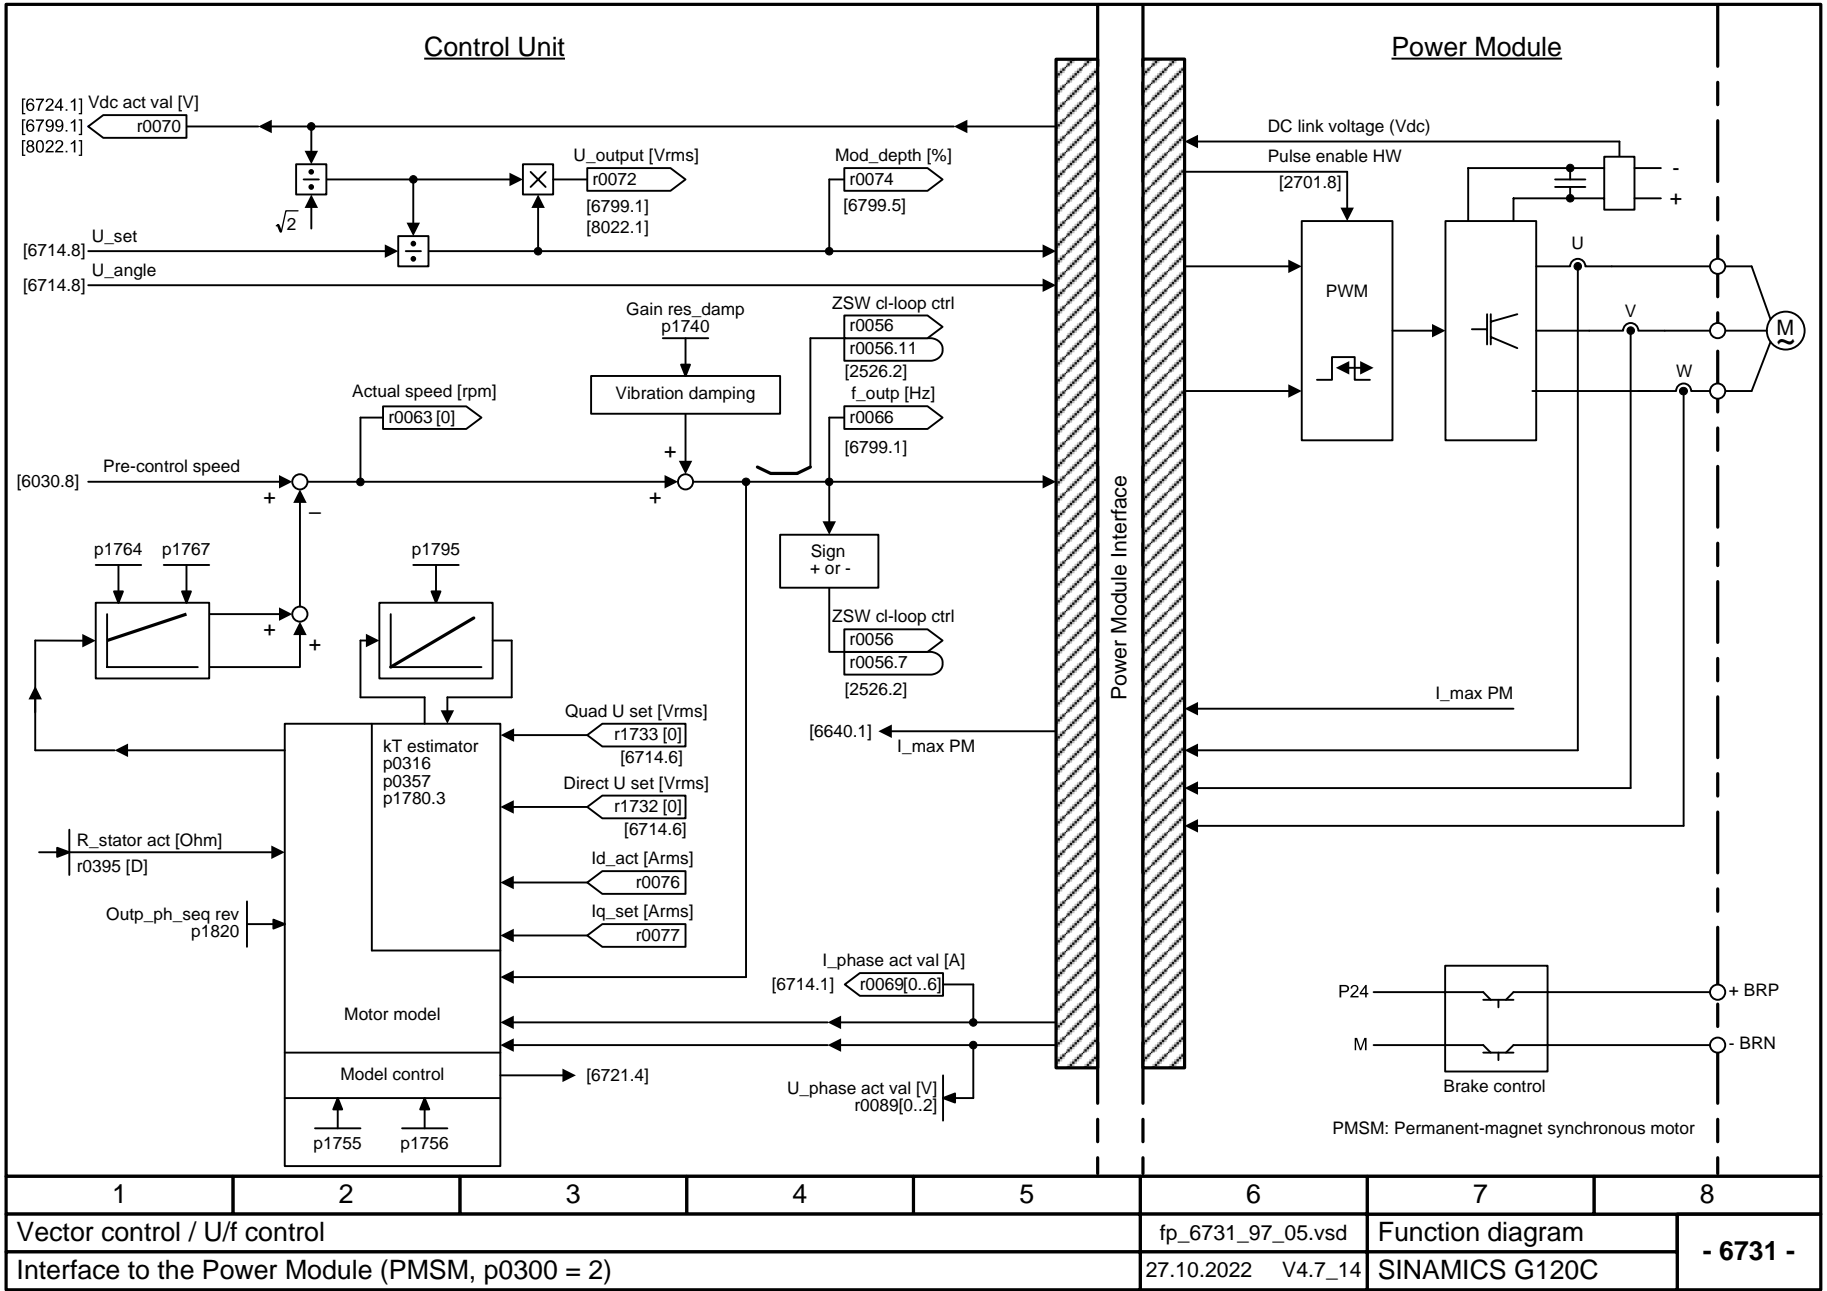 Control Unit
Power Module
[6724.1]
[6799.1]
[8022.1]
Vdc act val [V]
r0070
÷
√2
U_output [Vrms]
×
r0072
[6799.1]
[8022.1]
Mod_depth [%]
r0074
[6799.5]
[6714.8]
U_set
÷
[6714.8]
U_angle
Gain res_damp
p1740
Vibration damping
ZSW cl-loop ctrl
r0056
r0056.11
[2526.2]
f_outp [Hz]
r0066
[6799.1]
Actual speed [rpm]
r0063 [0]
[6030.8]
Pre-control speed
+
–
+
+
Sign
+ or -
ZSW cl-loop ctrl
r0056
r0056.7
[2526.2]
p1764
p1767
+
+
p1795
kT estimator
p0316
p0357
p1780.3
Quad U set [Vrms]
r1733 [0]
[6714.6]
Direct U set [Vrms]
r1732 [0]
[6714.6]
Id_act [Arms]
r0076
Iq_set [Arms]
r0077
[6640.1]
I_max PM
R_stator act [Ohm]
r0395 [D]
Outp_ph_seq rev
p1820
I_phase act val [A]
[6714.1]
r0069[0..6]
Motor model
Model control
[6721.4]
U_phase act val [V]
r0089[0..2]
p1755
p1756
Power Module Interface
DC link voltage (Vdc)
Pulse enable HW
[2701.8]
-
+
PWM
U
V
W
M
~
I_max PM
P24
M
+ BRP
- BRN
Brake control
PMSM: Permanent-magnet synchronous motor
1 2 3 4 5 6 7 8
Vector control / U/f control
fp_6731_97_05.vsd
Function diagram
- 6731 -
Interface to the Power Module (PMSM, p0300 = 2)
27.10.2022 V4.7_14
SINAMICS G120C